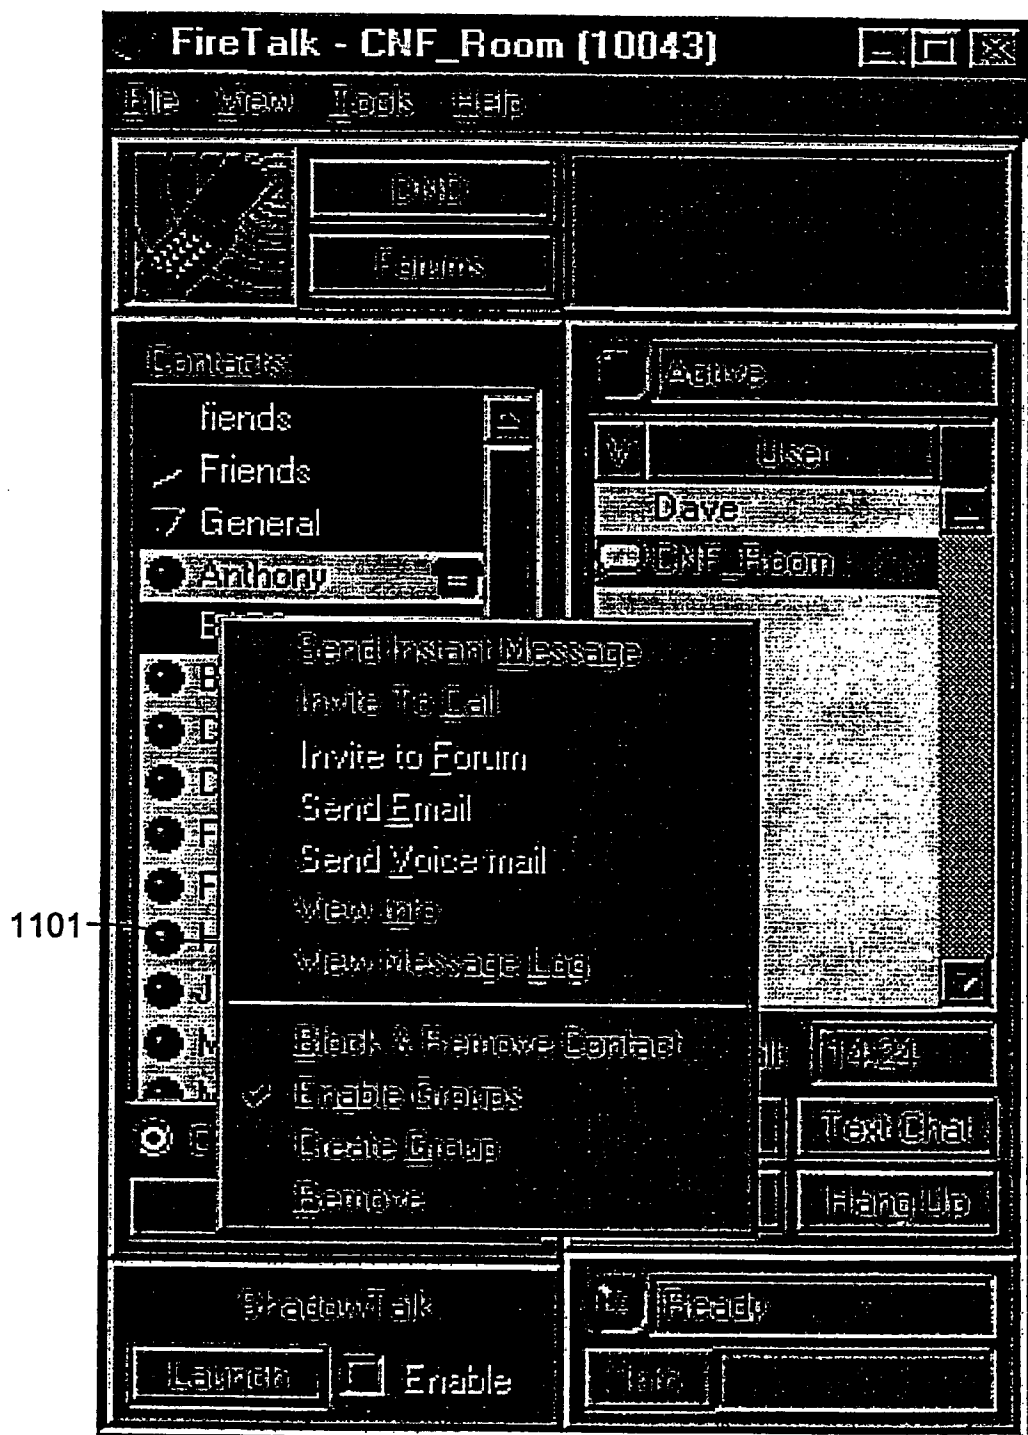 FireTalk - CNF_Room (10043)
File View Tools Help
DND
Forums
Contacts:
Active
fiends
V User
Friends
Dave
General
CNF_Room
Anthony
Send Instant Message
B
Invite To Call
D
Invite to Forum
D
Send Email
F
Send Voice mail
F
View Info
1101
View Message Log
J
Block & Remove Contact
14:24
Enable Groups
Text Chat
Create Group
Remove
Hang Up
ShadowTalk
Ready
Launch Enable